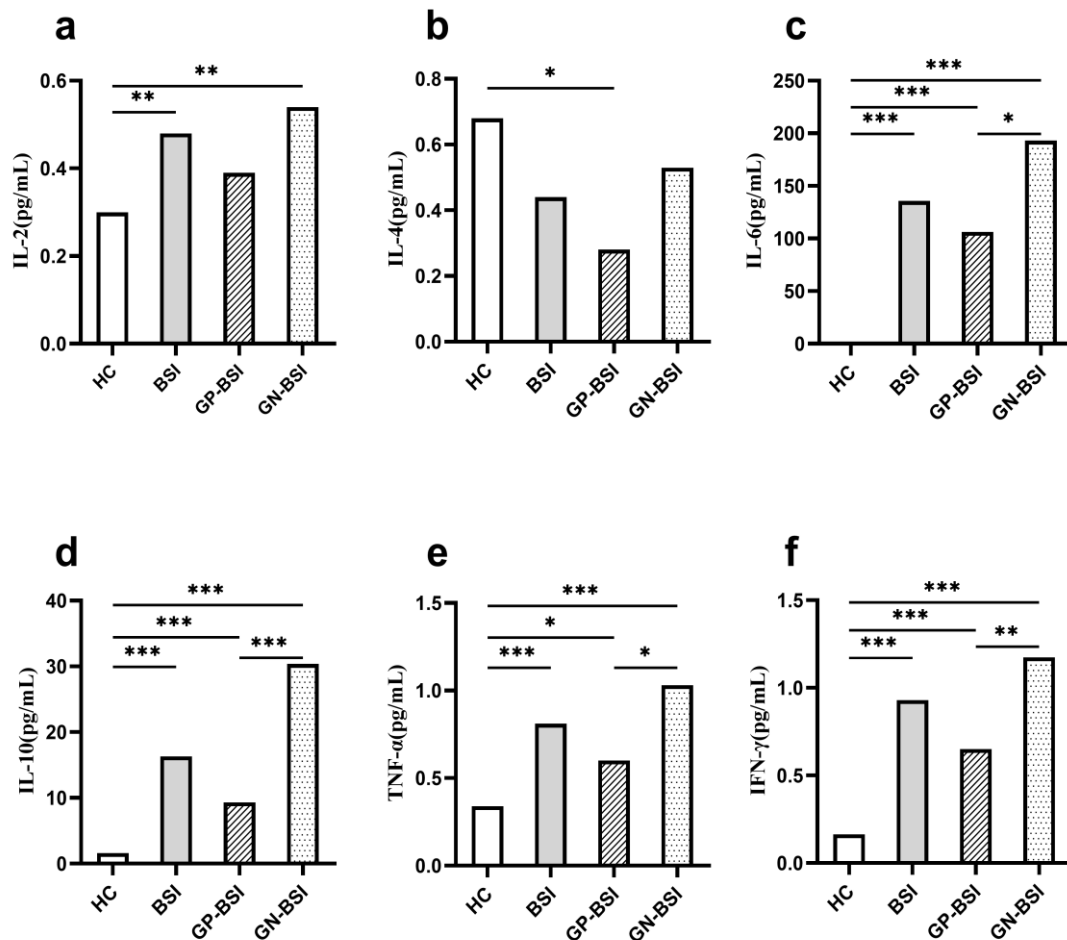 a
**
**
0.6
0.4
0.2
0.0
IL-2(pg/mL)
HC
BSI
GP-BSI
GN-BSI
b
*
0.8
0.6
0.4
0.2
0.0
IL-4(pg/mL)
HC
BSI
GP-BSI
GN-BSI
c
***
***
***
*
250
200
150
100
50
0
IL-6(pg/mL)
HC
BSI
GP-BSI
GN-BSI
d
***
***
***
***
40
30
20
10
0
IL-10(pg/mL)
HC
BSI
GP-BSI
GN-BSI
e
***
*
***
*
1.5
1.0
0.5
0.0
TNF-α(pg/mL)
HC
BSI
GP-BSI
GN-BSI
f
***
***
***
**
1.5
1.0
0.5
0.0
IFN-γ(pg/mL)
HC
BSI
GP-BSI
GN-BSI